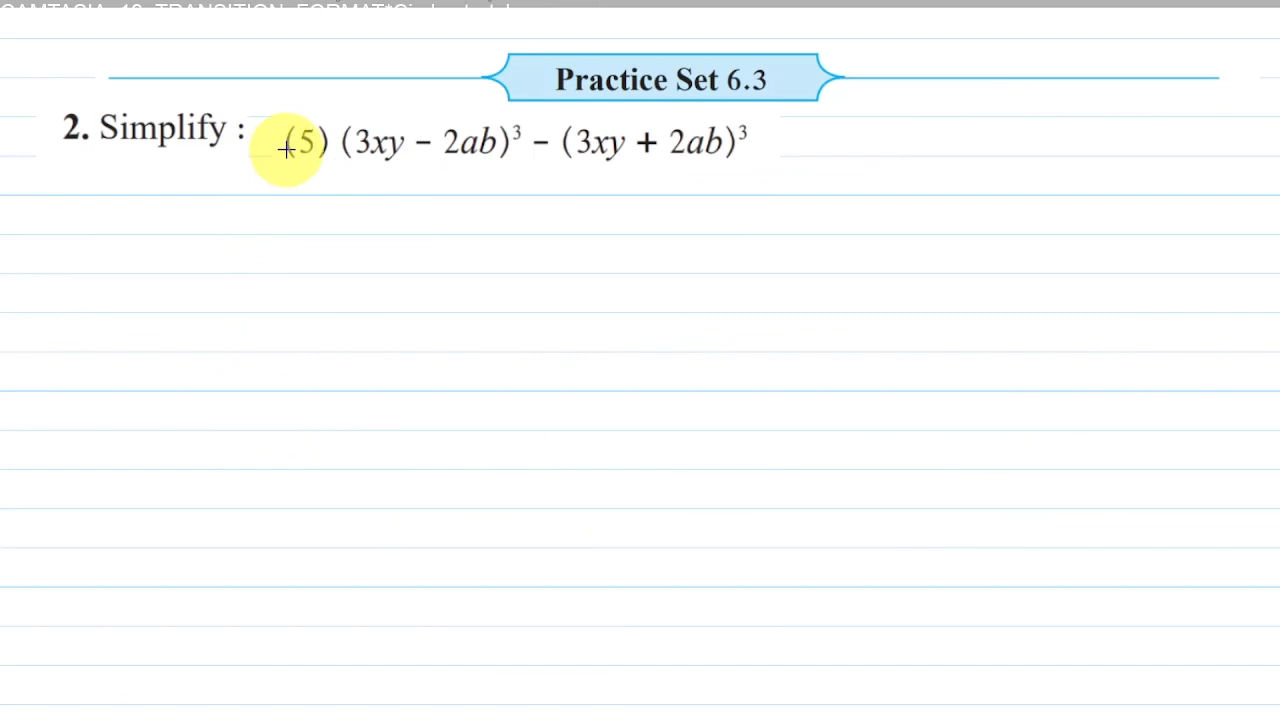 Practice Set 6.3
2. Simplify : (5) (3xy − 2ab)³ − (3xy + 2ab)³